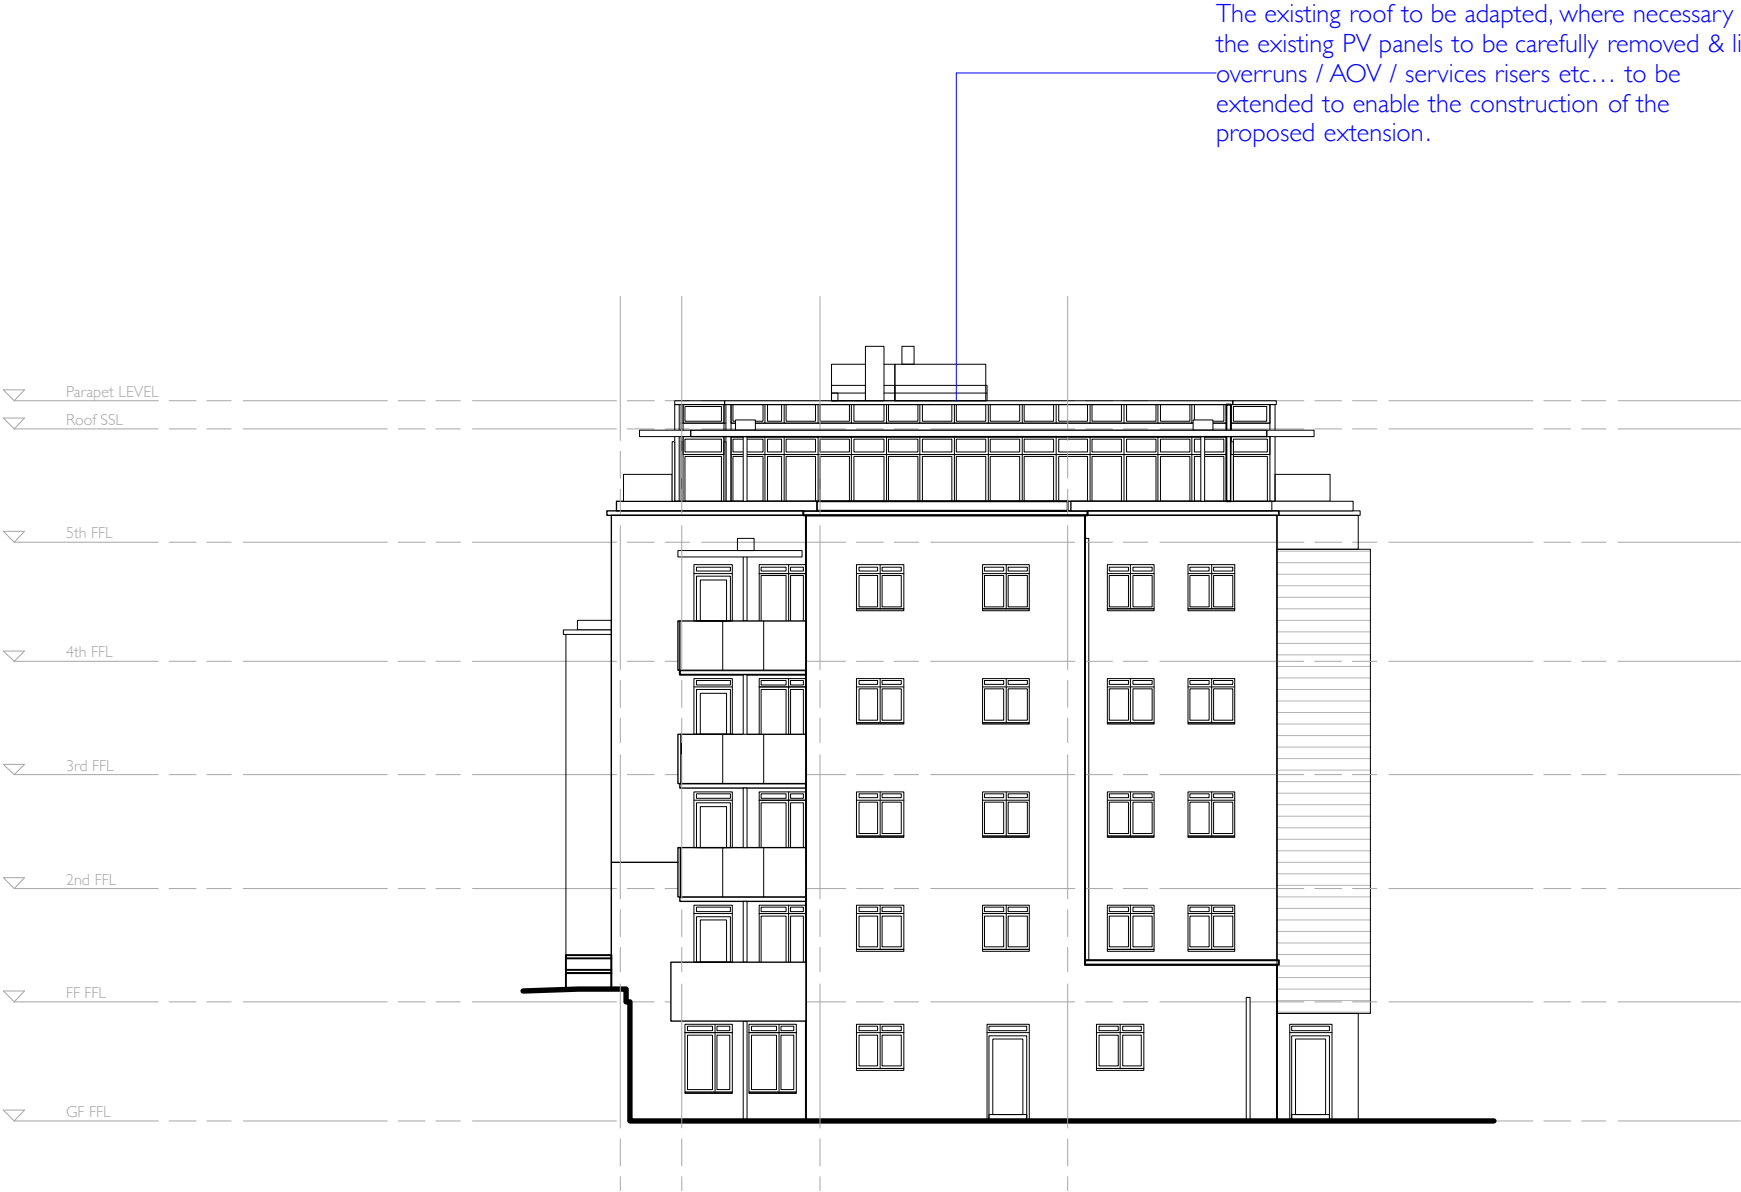 The existing roof to be adapted, where necessary
the existing PV panels to be carefully removed & li
overruns / AOV / services risers etc... to be
extended to enable the construction of the
proposed extension.
Parapet LEVEL
Roof SSL
5th FFL
4th FFL
3rd FFL
2nd FFL
FF FFL
GF FFL